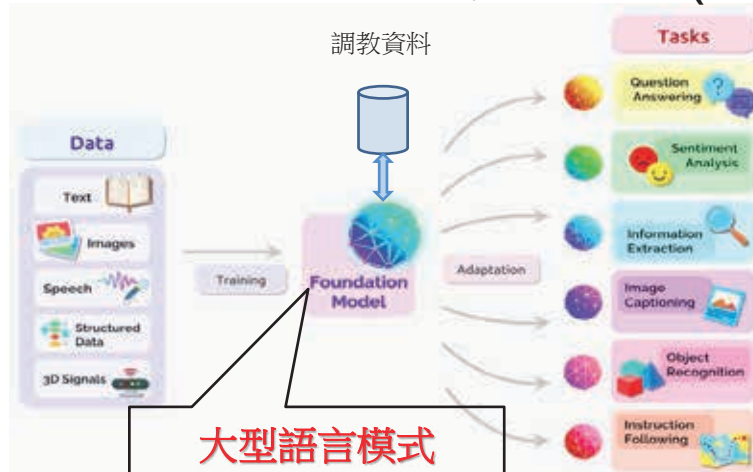 調教資料
Data
Text
Images
Speech
Structured
Data
3D Signals
Training
Foundation
Model
Adaptation
Tasks
Question
Answering
Sentiment
Analysis
Information
Extraction
Image
Captioning
Object
Recognition
Instruction
Following
大型語言模式